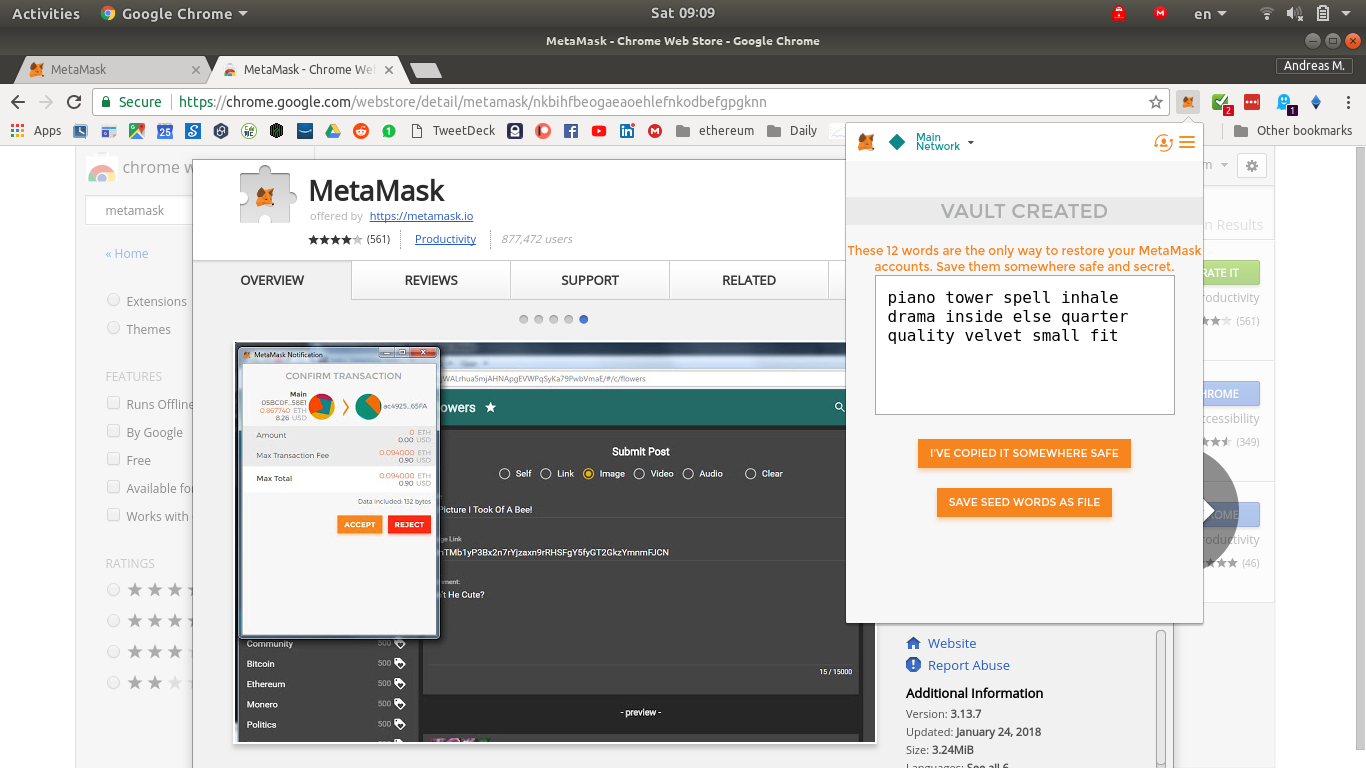 Activities Google Chrome Sat 09:09 en
MetaMask - Chrome Web Store - Google Chrome
MetaMask MetaMask - Chrome We Andreas M.
Secure https://chrome.google.com/webstore/detail/metamask/nkbihfbeogaeaoehlefnkodbefgpgknn 2 1
Apps 25 TweetDeck ethereum Daily Other bookmarks
chrome w
metamask
« Home
Extensions
Themes
FEATURES
Runs Offline
By Google
Free
Available fo
Works with
RATINGS
MetaMask
offered by https://metamask.io
(561) Productivity 877,472 users
OVERVIEW REVIEWS SUPPORT RELATED
MetaMask Notification
CONFIRM TRANSACTION
Main
05BC0F...58E1
0.867740 ETH
8.26 USD
ac4925...65FA
Amount 0 ETH
0.00 USD
Max Transaction Fee 0.094000 ETH
0.90 USD
Max Total 0.094000 ETH
0.90 USD
Data included: 132 bytes
ACCEPT REJECT
WALrhuaSmjAHNApgEVWPqSyKa79PwbVmaE/#/c/flowers
owers
Submit Post
Self Link Image Video Audio Clear
Picture I Took Of A Bee!
ge Link
nTMb1yP3Bx2n7rYjzaxn9rRHSFgY5fyGT2GkzYmnmFJCN
mment:
't He Cute?
15 / 15000
- preview -
Community 500
Bitcoin 500
Ethereum 500
Monero 500
Politics 500
Main
Network
VAULT CREATED
These 12 words are the only way to restore your MetaMask
accounts. Save them somewhere safe and secret.
piano tower spell inhale
drama inside else quarter
quality velvet small fit
I'VE COPIED IT SOMEWHERE SAFE
SAVE SEED WORDS AS FILE
m
n Results
RATE IT
oductivity
(561)
HROME
cessibility
(349)
OME
oductivity
(46)
Website
Report Abuse
Additional Information
Version: 3.13.7
Updated: January 24, 2018
Size: 3.24MiB
Languages: See all 6